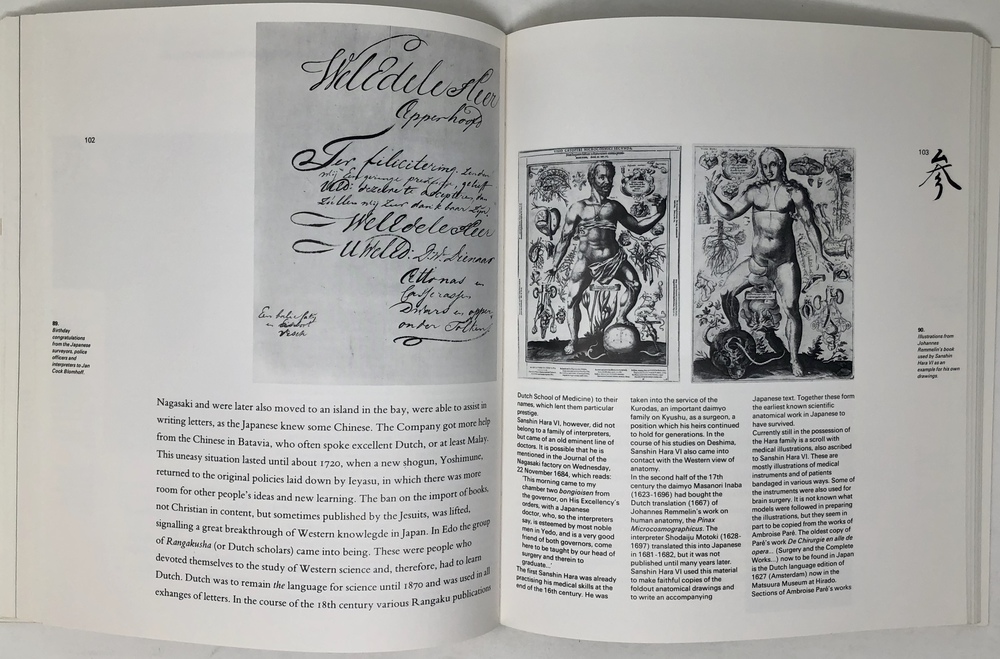 102
WelEdele Heer
Opperhoofd
Ter filicitering
WelEdele Heer
UWelEd: D:W: Dienaar
onder Tolken
89.
Birthday
congratulations
from the Japanese
surveyors, police
officers and
interpreters to Jan
Cock Blomhoff.
Nagasaki and were later also moved to an island in the bay, were able to assist in
writing letters, as the Japanese knew some Chinese. The Company got more help
from the Chinese in Batavia, who often spoke excellent Dutch, or at least Malay.
This uneasy situation lasted until about 1720, when a new shogun, Yoshimune,
returned to the original policies laid down by Ieyasu, in which there was more
room for other people's ideas and new learning. The ban on the import of books,
not Christian in content, but sometimes published by the Jesuits, was lifted,
signalling a great breakthrough of Western knowlegde in Japan. In Edo the group
of Rangakusha (or Dutch scholars) came into being. These were people who
devoted themselves to the study of Western science and, therefore, had to learn
Dutch. Dutch was to remain the language for science until 1870 and was used in all
exhanges of letters. In the course of the 18th century various Rangaku publications
103
参
90.
Illustrations from
Johannes
Remmelin's book
used by Sanshin
Hara VI as an
example for his own
drawings.
Dutch School of Medicine) to their
names, which lent them particular
prestige.
Sanshin Hara VI, however, did not
belong to a family of interpreters,
but came of an old eminent line of
doctors. It is possible that he is
mentioned in the Journal of the
Nagasaki factory on Wednesday,
22 November 1684, which reads:
'This morning came to my
chamber two bongioisen from
the governor, on His Excellency's
orders, with a Japanese
doctor, who, so the interpreters
say, is esteemed by most noble
men in Yedo, and is a very good
friend of both governors, come
here to be taught by our head of
surgery and therein to
graduate...'
The first Sanshin Hara was already
practising his medical skills at the
end of the 16th century. He was
taken into the service of the
Kurodas, an important daimyo
family on Kyushu, as a surgeon, a
position which his heirs continued
to hold for generations. In the
course of his studies on Deshima,
Sanshin Hara VI also came into
contact with the Western view of
anatomy.
In the second half of the 17th
century the daimyo Masanori Inaba
(1623-1696) had bought the
Dutch translation (1667) of
Johannes Remmelin's work on
human anatomy, the Pinax
Microcosmographicus. The
interpreter Shodaiju Motoki (1628-
1697) translated this into Japanese
in 1681-1682, but it was not
published until many years later.
Sanshin Hara VI used this material
to make faithful copies of the
foldout anatomical drawings and
to write an accompanying
Japanese text. Together these form
the earliest known scientific
anatomical work in Japanese to
have survived.
Currently still in the possession of
the Hara family is a scroll with
medical illustrations, also ascribed
to Sanshin Hara VI. These are
mostly illustrations of medical
instruments and of patients
bandaged in various ways. Some of
the instruments were also used for
brain surgery. It is not known what
models were followed in preparing
the illustrations, but they seem in
part to be copied from the works of
Ambroise Paré. The oldest copy of
Paré's work De Chirurgie en alle de
opera... (Surgery and the Complete
Works...) now to be found in Japan
is the Dutch language edition of
1627 (Amsterdam) now in the
Matsuura Museum at Hirado.
Sections of Ambroise Paré's works